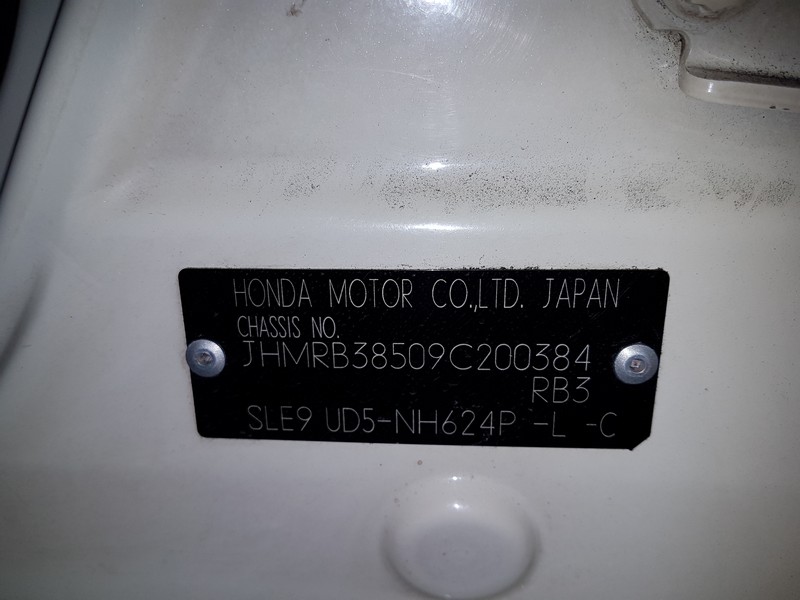 HONDA MOTOR CO.,LTD. JAPAN
CHASSIS NO.
JHMRB38509C200384
RB3
SLE9 UD5-NH624P -L -C